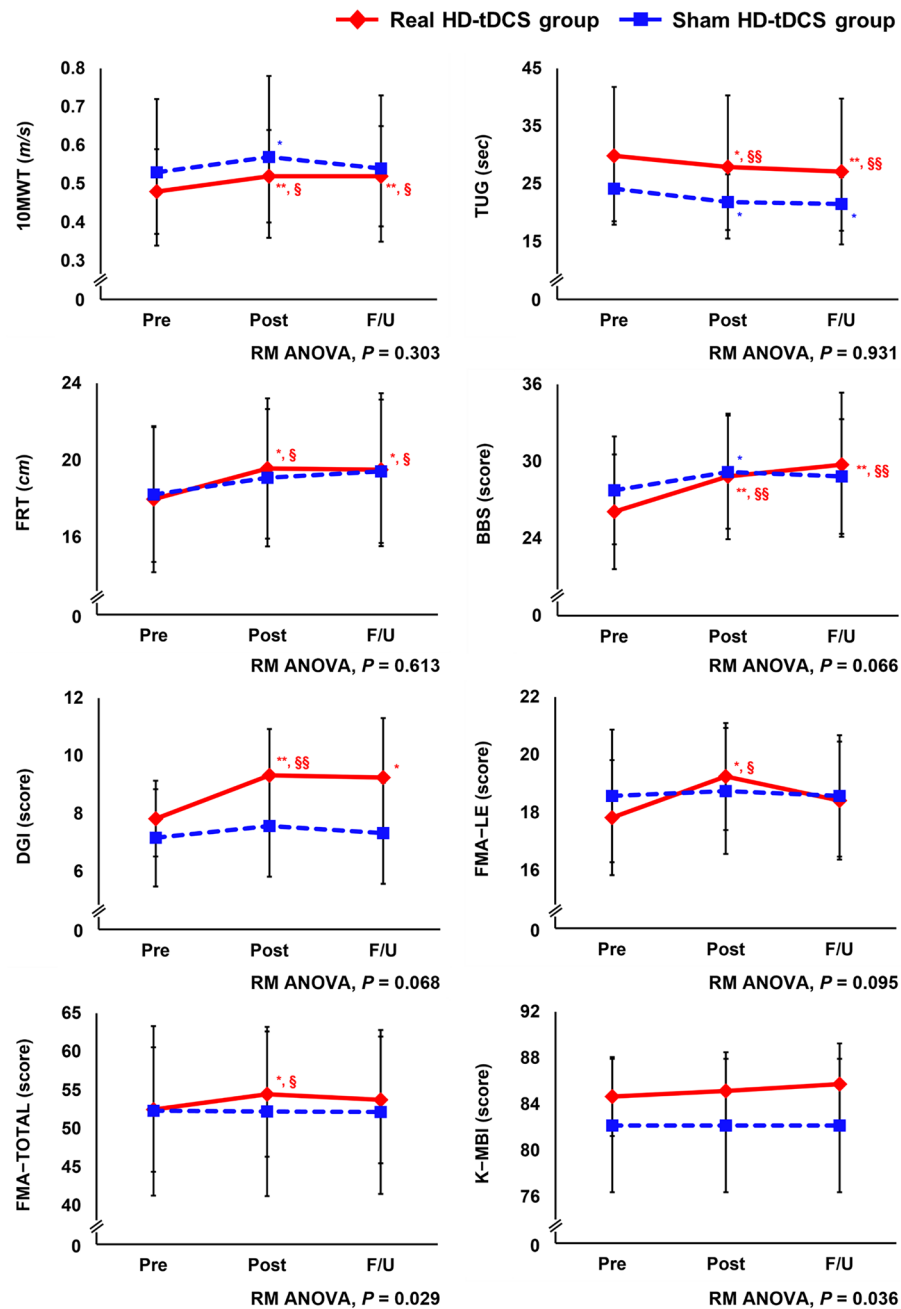 Real HD-tDCS group Sham HD-tDCS group
10MWT (m/s)
0.8
0.7
0.6
0.5
0.4
0.3
0
*
**, §
**, §
Pre Post F/U
RM ANOVA, P = 0.303
TUG (sec)
45
35
25
15
0
*, §§
**, §§
*
*
Pre Post F/U
RM ANOVA, P = 0.931
FRT (cm)
24
20
16
0
*, §
*, §
Pre Post F/U
RM ANOVA, P = 0.613
BBS (score)
36
30
24
0
*
**, §§
**, §§
Pre Post F/U
RM ANOVA, P = 0.066
DGI (score)
12
10
8
6
0
**, §§
*
Pre Post F/U
RM ANOVA, P = 0.068
FMA−LE (score)
22
20
18
16
0
*, §
Pre Post F/U
RM ANOVA, P = 0.095
FMA−TOTAL (score)
65
60
55
50
45
40
0
*, §
Pre Post F/U
RM ANOVA, P = 0.029
K−MBI (score)
92
88
84
80
76
0
Pre Post F/U
RM ANOVA, P = 0.036